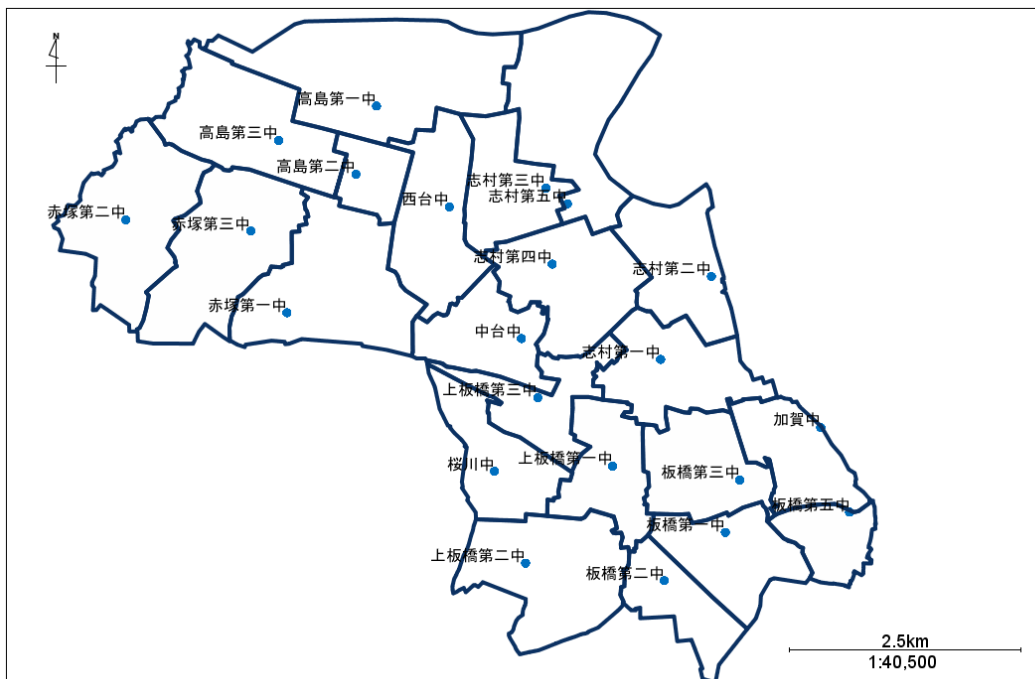 N
高島第一中
高島第三中
高島第二中
志村第三中
西台中
志村第五中
赤塚第二中
赤塚第三中
志村第四中
志村第二中
赤塚第一中
中台中
志村第一中
上板橋第三中
加賀中
桜川中
上板橋第一中
板橋第三中
板橋第五中
板橋第一中
上板橋第二中
板橋第二中
2.5km
1:40,500